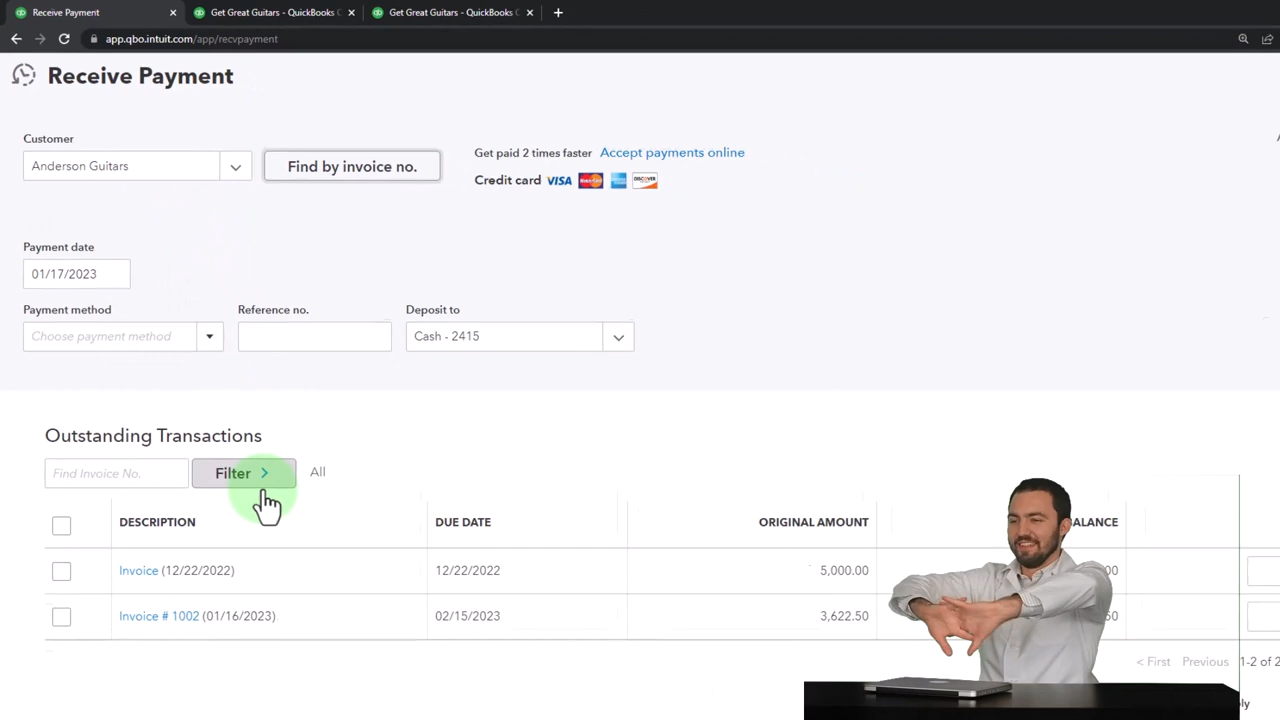 Receive Payment
Get Great Guitars - QuickBooks
Get Great Guitars - QuickBooks
app.qbo.intuit.com/app/recvpayment
Receive Payment
Customer
Anderson Guitars
Find by invoice no.
Get paid 2 times faster Accept payments online
Credit card VISA MasterCard DISCOVER
Payment date
01/17/2023
Payment method
Reference no.
Deposit to
Choose payment method
Cash - 2415
Outstanding Transactions
Find Invoice No.
Filter
All
DESCRIPTION DUE DATE ORIGINAL AMOUNT
Invoice (12/22/2022) 12/22/2022 5,000.00
Invoice # 1002 (01/16/2023) 02/15/2023 3,622.50
< First Previous 1-2 of 2